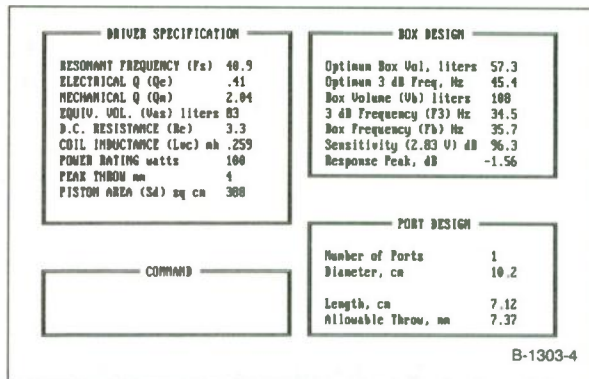 DRIVER SPECIFICATION
RESONANT FREQUENCY (Fs) 40.9
ELECTRICAL Q (Qe) .41
MECHANICAL Q (Qm) 2.04
EQUIV. VOL. (Vas) liters 83
D.C. RESISTANCE (Re) 3.3
COIL INDUCTANCE (Lvc) mh .259
POWER RATING watts 100
PEAK THROW mm 4
PISTON AREA (Sd) sq cm 388
COMMAND
BOX DESIGN
Optimum Box Vol, liters 57.3
Optimum 3 dB Freq, Hz 45.4
Box Volume (Vb) liters 108
3 dB Frequency (F3) Hz 34.5
Box Frequency (Fb) Hz 35.7
Sensitivity (2.83 V) dB 96.3
Response Peak, dB -1.56
PORT DESIGN
Number of Ports 1
Diameter, cm 10.2
Length, cm 7.12
Allowable Throw, mm 7.37
B-1303-4